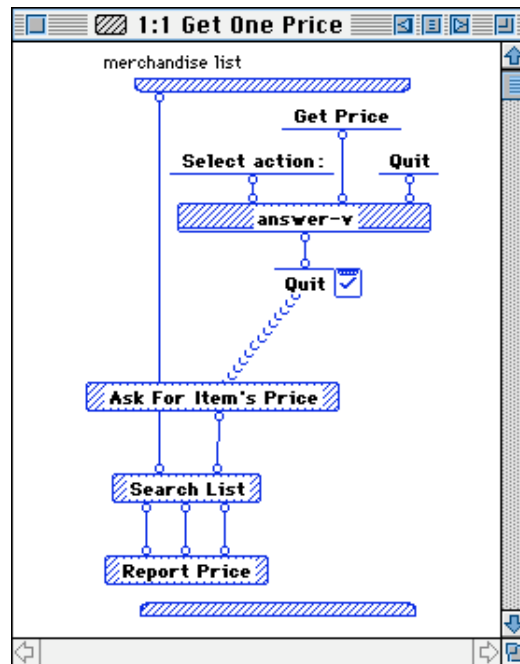 1:1 Get One Price
merchandise list
Get Price
Select action: Quit
answer-v
Quit
Ask For Item's Price
Search List
Report Price